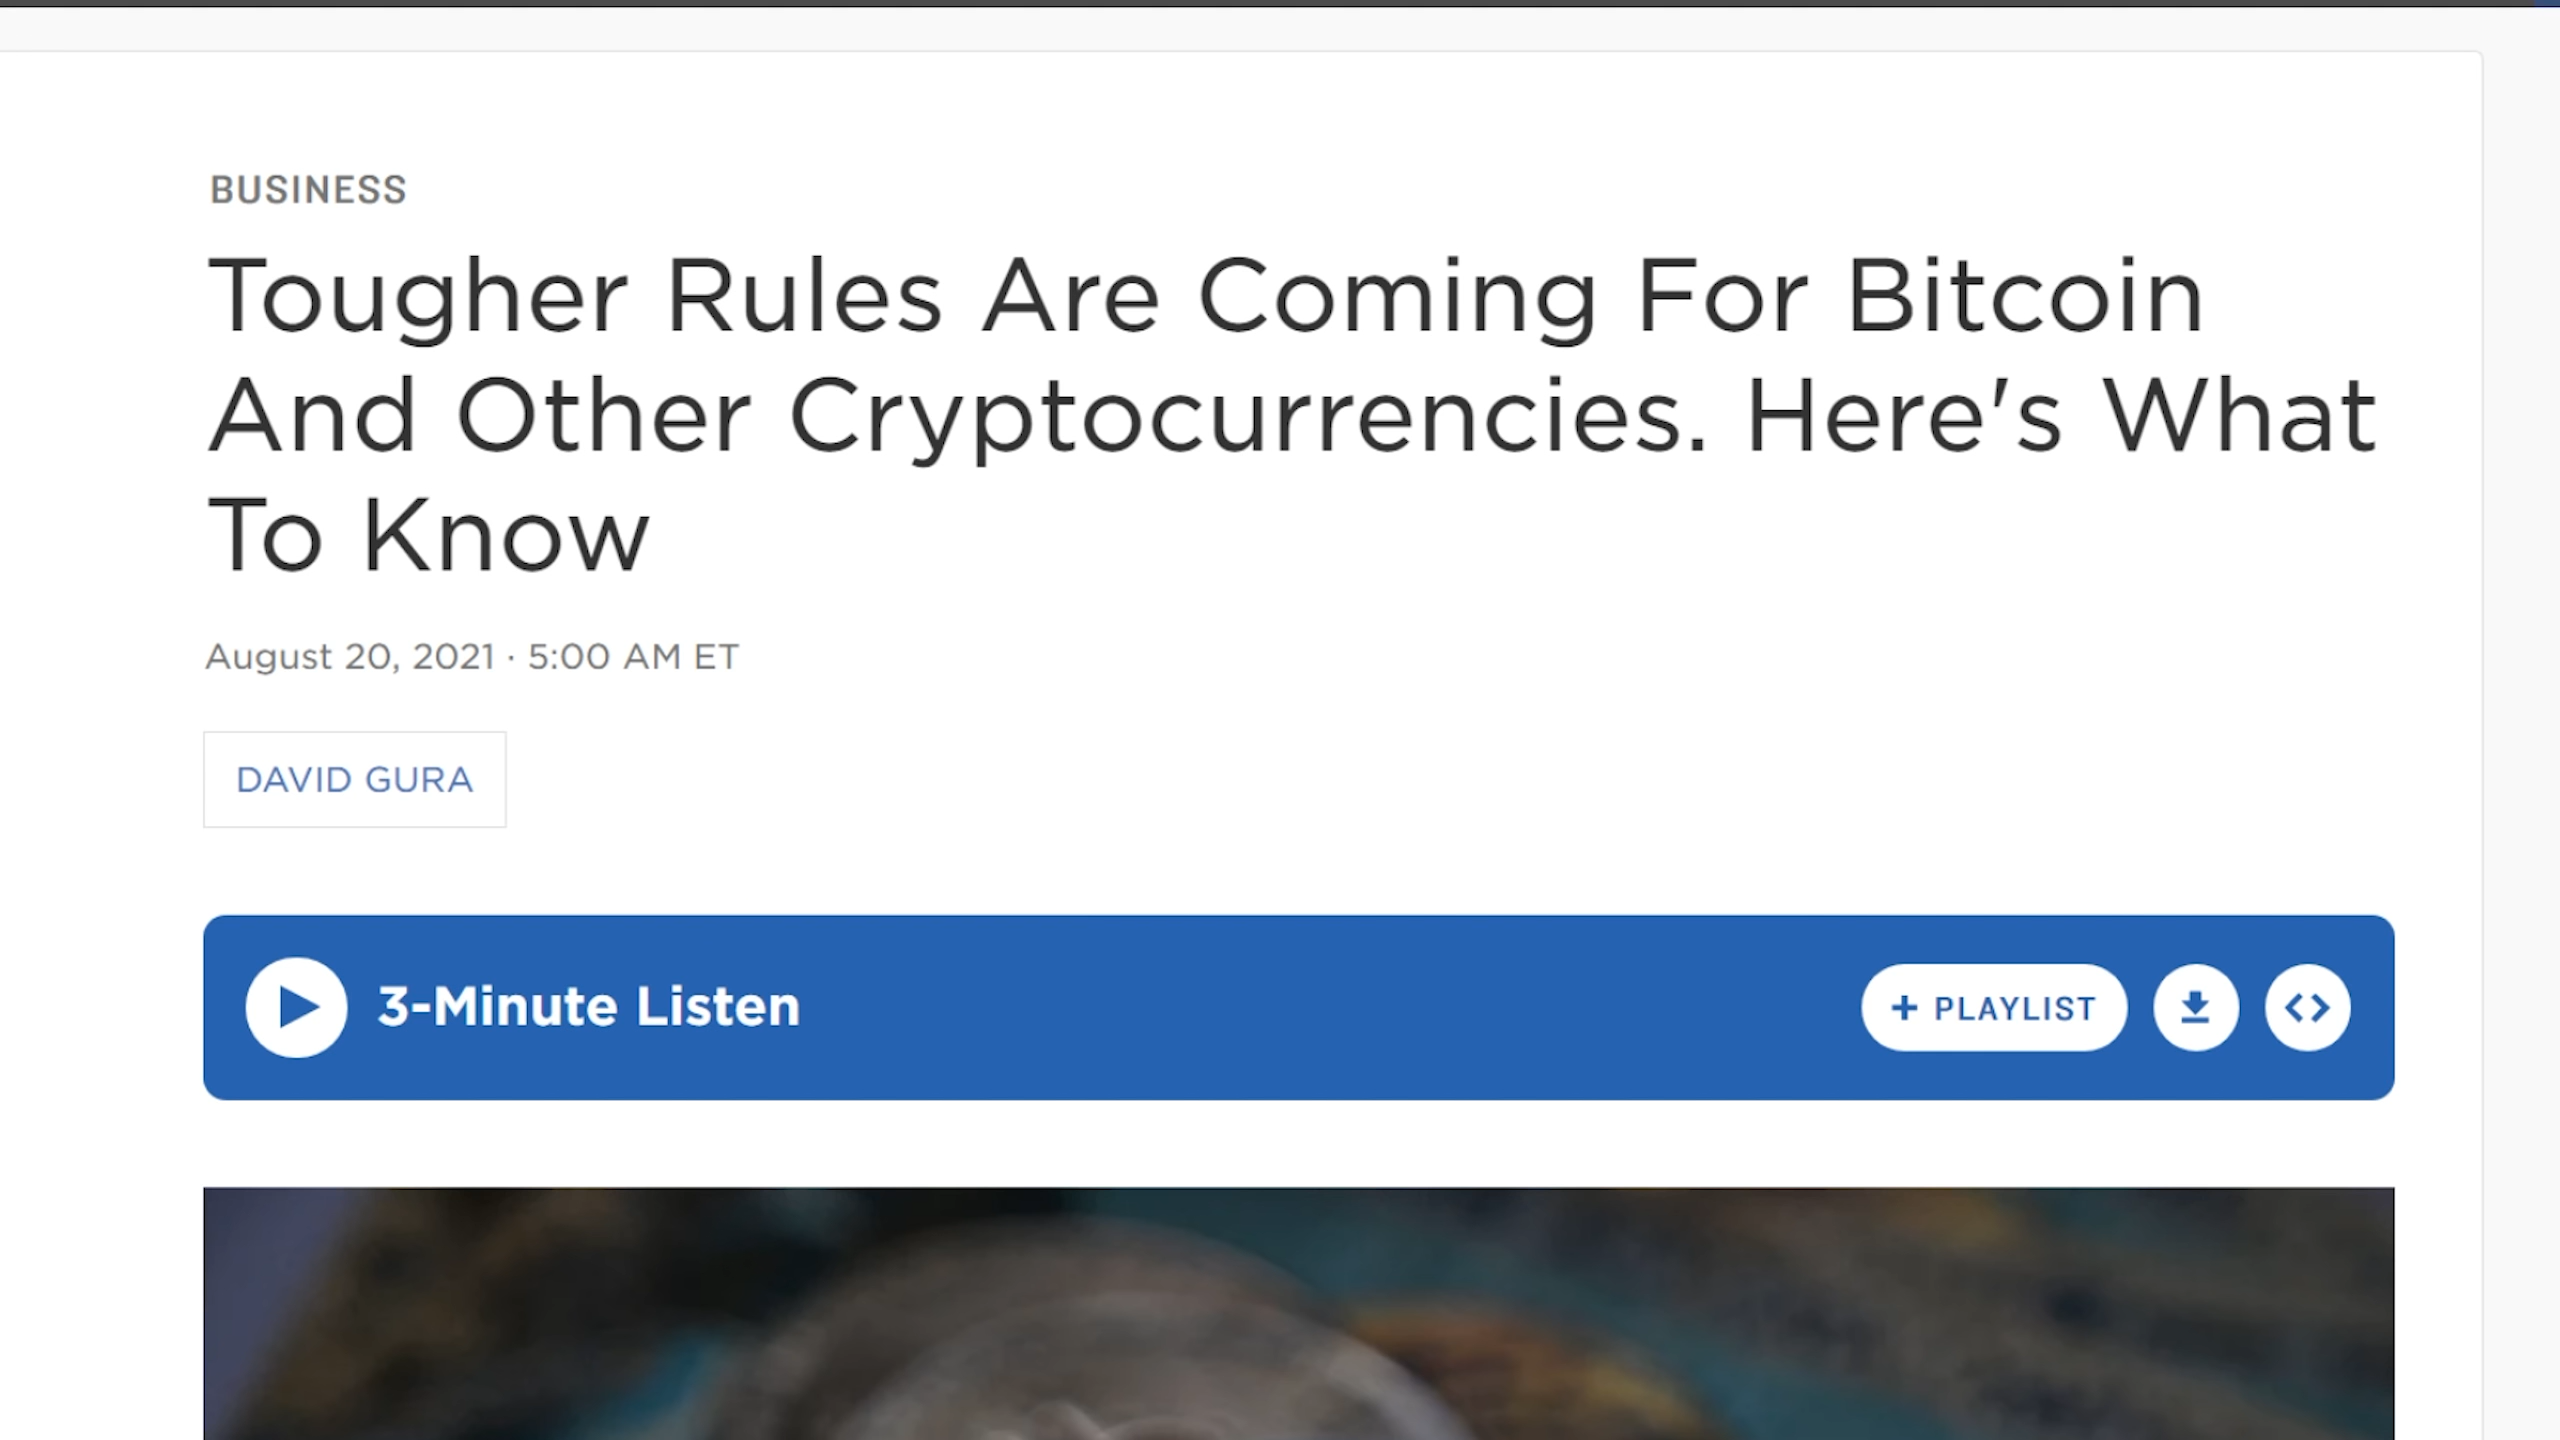 BUSINESS
Tougher Rules Are Coming For Bitcoin
And Other Cryptocurrencies. Here's What
To Know
August 20, 2021 · 5:00 AM ET
DAVID GURA
3-Minute Listen
+ PLAYLIST